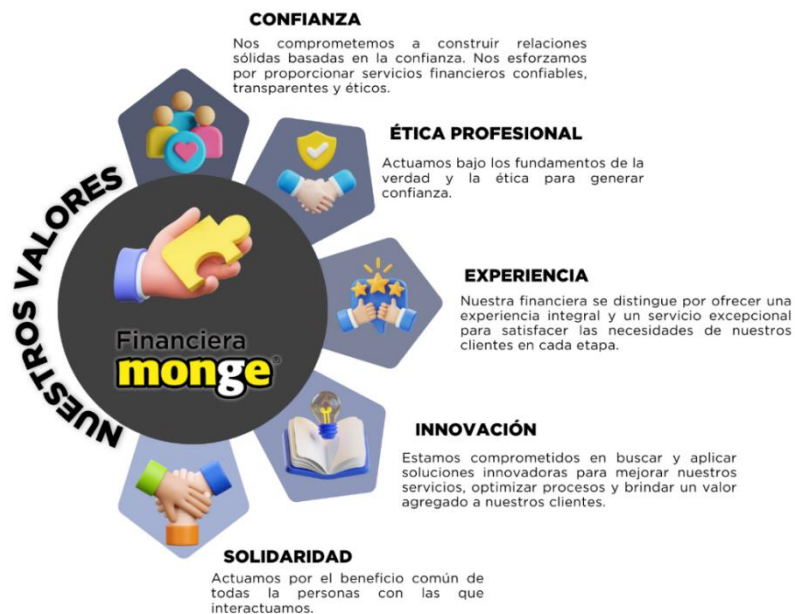 CONFIANZA
Nos comprometemos a construir relaciones
sólidas basadas en la confianza. Nos esforzamos
por proporcionar servicios financieros confiables,
transparentes y éticos.
ÉTICA PROFESIONAL
Actuamos bajo los fundamentos de la
verdad y la ética para generar
confianza.
NUESTROS VALORES
EXPERIENCIA
Nuestra financiera se distingue por ofrecer una
experiencia integral y un servicio excepcional
para satisfacer las necesidades de nuestros
clientes en cada etapa.
Financiera
monge®
INNOVACIÓN
Estamos comprometidos en buscar y aplicar
soluciones innovadoras para mejorar nuestros
servicios, optimizar procesos y brindar un valor
agregado a nuestros clientes.
SOLIDARIDAD
Actuamos por el beneficio común de
todas la personas con las que
interactuamos.